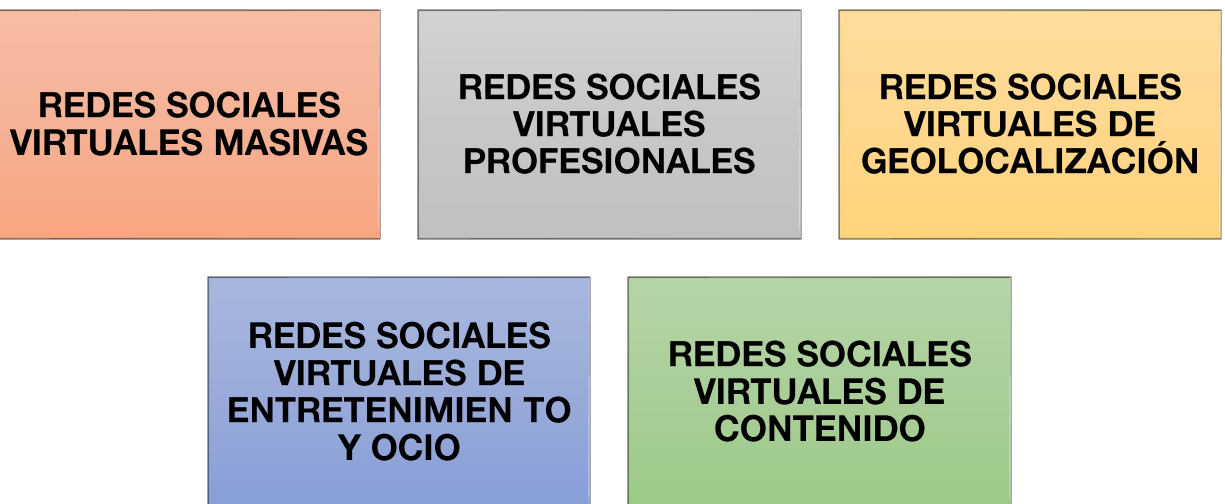 REDES SOCIALES
VIRTUALES MASIVAS
REDES SOCIALES
VIRTUALES
PROFESIONALES
REDES SOCIALES
VIRTUALES DE
GEOLOCALIZACIÓN
REDES SOCIALES
VIRTUALES DE
ENTRETENIMIEN TO
Y OCIO
REDES SOCIALES
VIRTUALES DE
CONTENIDO